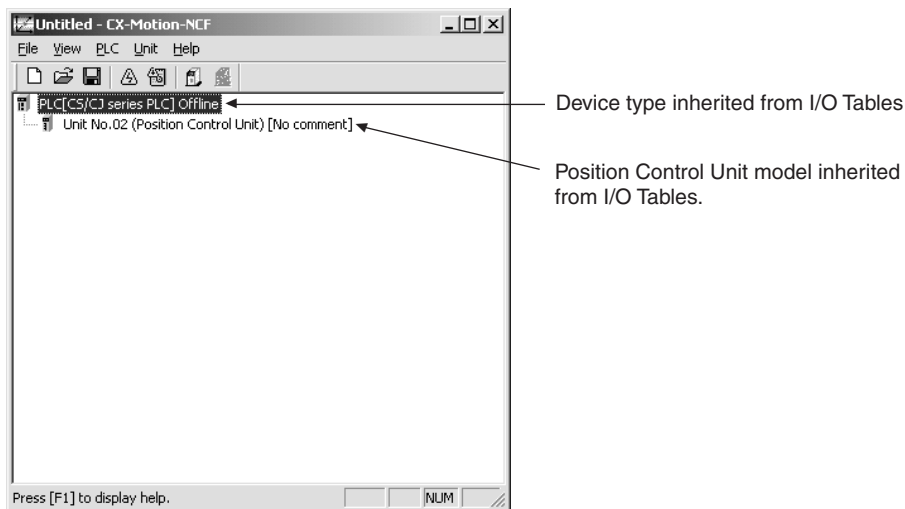 Untitled - CX-Motion-NCF
File View PLC Unit Help
PLC[CS/CJ series PLC] Offline
Unit No.02 (Position Control Unit) [No comment]
Device type inherited from I/O Tables
Position Control Unit model inherited
from I/O Tables.
Press [F1] to display help.
NUM